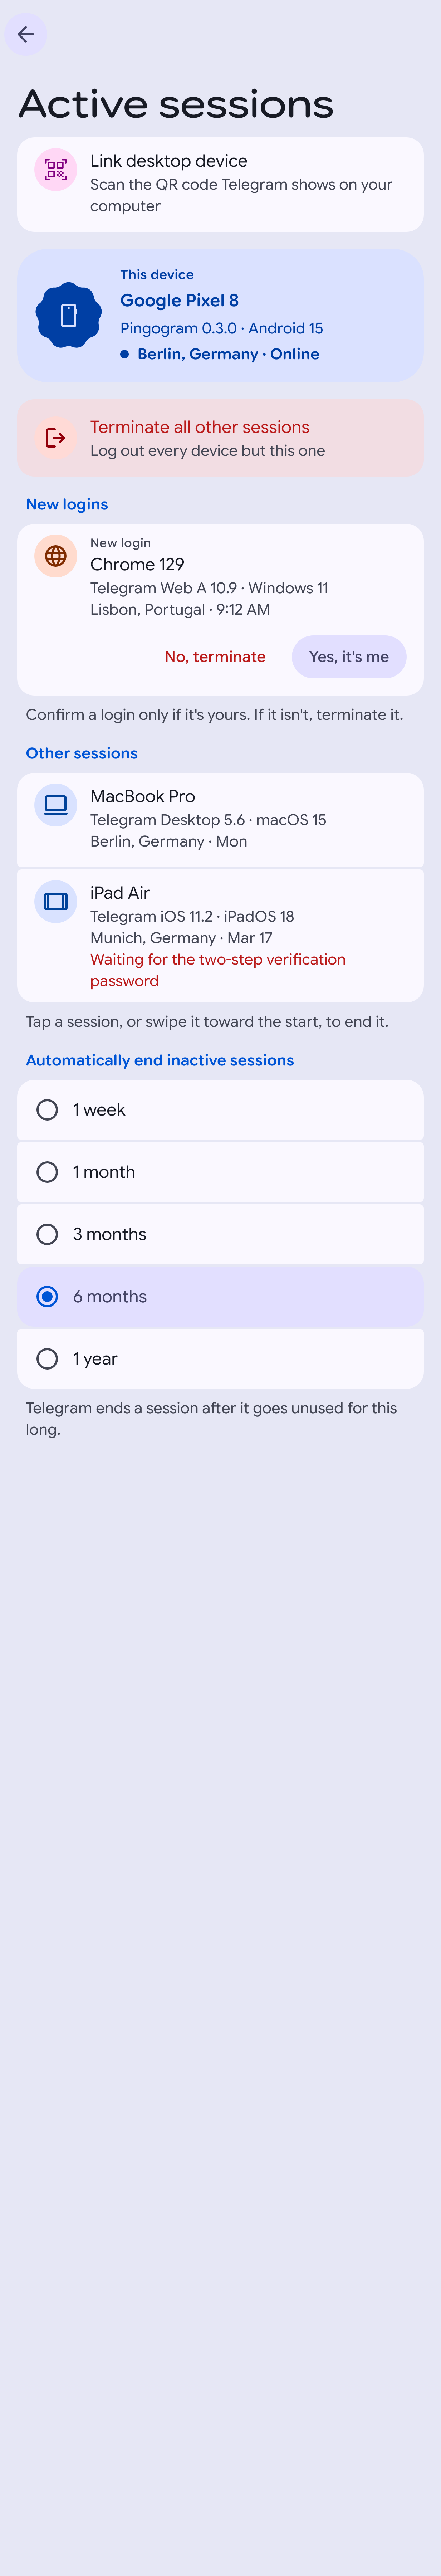 Active sessions
Link desktop device
Scan the QR code Telegram shows on your
computer
This device
Google Pixel 8
Pingogram 0.3.0 · Android 15
Berlin, Germany · Online
Terminate all other sessions
Log out every device but this one
New logins
New login
Chrome 129
Telegram Web A 10.9 · Windows 11
Lisbon, Portugal · 9:12 AM
No, terminate
Yes, it's me
Confirm a login only if it's yours. If it isn't, terminate it.
Other sessions
MacBook Pro
Telegram Desktop 5.6 · macOS 15
Berlin, Germany · Mon
iPad Air
Telegram iOS 11.2 · iPadOS 18
Munich, Germany · Mar 17
Waiting for the two-step verification
password
Tap a session, or swipe it toward the start, to end it.
Automatically end inactive sessions
1 week
1 month
3 months
6 months
1 year
Telegram ends a session after it goes unused for this
long.